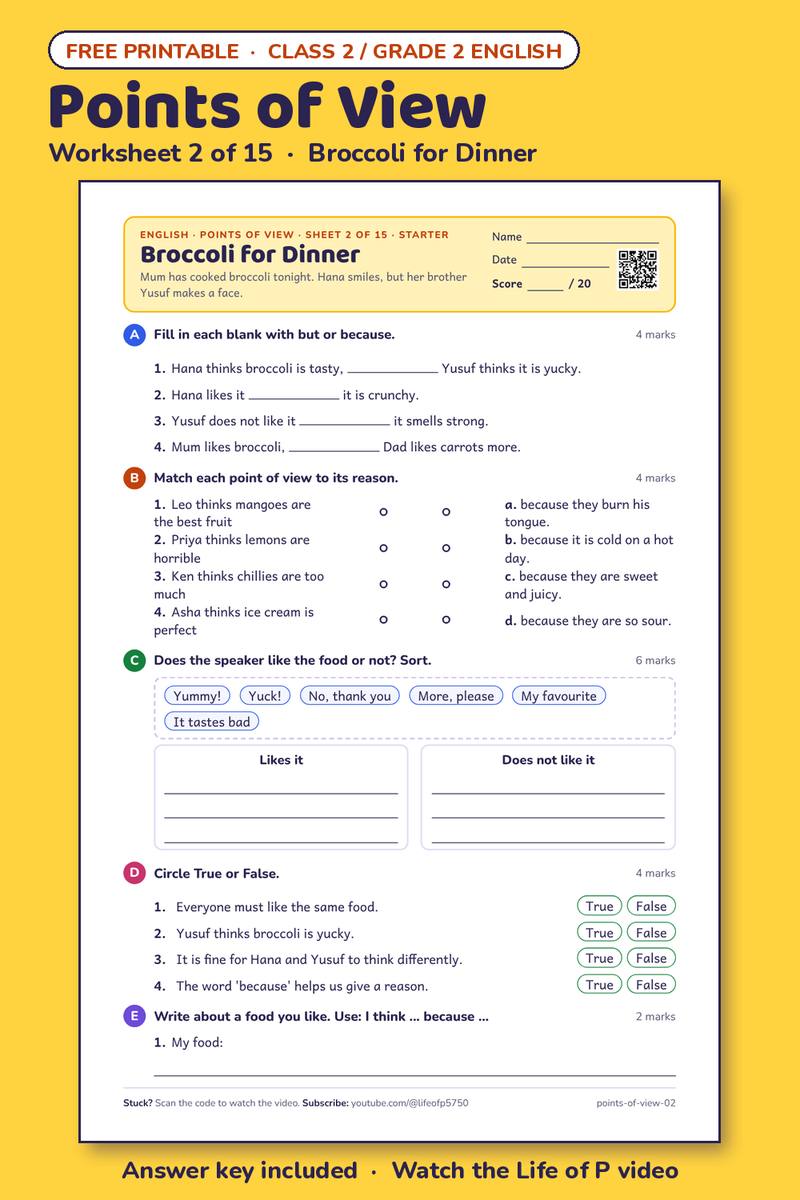 FREE PRINTABLE · CLASS 2 / GRADE 2 ENGLISH
Points of View
Worksheet 2 of 15 · Broccoli for Dinner
ENGLISH · POINTS OF VIEW · SHEET 2 OF 15 · STARTER
Broccoli for Dinner
Mum has cooked broccoli tonight. Hana smiles, but her brother
Yusuf makes a face.
Name ____________
Date ____________
Score ______ / 20
A Fill in each blank with but or because. 4 marks
1. Hana thinks broccoli is tasty, ____________ Yusuf thinks it is yucky.
2. Hana likes it ____________ it is crunchy.
3. Yusuf does not like it ____________ it smells strong.
4. Mum likes broccoli, ____________ Dad likes carrots more.
B Match each point of view to its reason. 4 marks
1. Leo thinks mangoes are
the best fruit
a. because they burn his
tongue.
2. Priya thinks lemons are
horrible
b. because it is cold on a hot
day.
3. Ken thinks chillies are too
much
c. because they are sweet
and juicy.
4. Asha thinks ice cream is
perfect
d. because they are so sour.
C Does the speaker like the food or not? Sort. 6 marks
Yummy! Yuck! No, thank you More, please My favourite
It tastes bad
Likes it
Does not like it
D Circle True or False. 4 marks
1. Everyone must like the same food. True False
2. Yusuf thinks broccoli is yucky. True False
3. It is fine for Hana and Yusuf to think differently. True False
4. The word 'because' helps us give a reason. True False
E Write about a food you like. Use: I think ... because ... 2 marks
1. My food:
Stuck? Scan the code to watch the video. Subscribe: youtube.com/@lifeofp5750 points-of-view-02
Answer key included · Watch the Life of P video